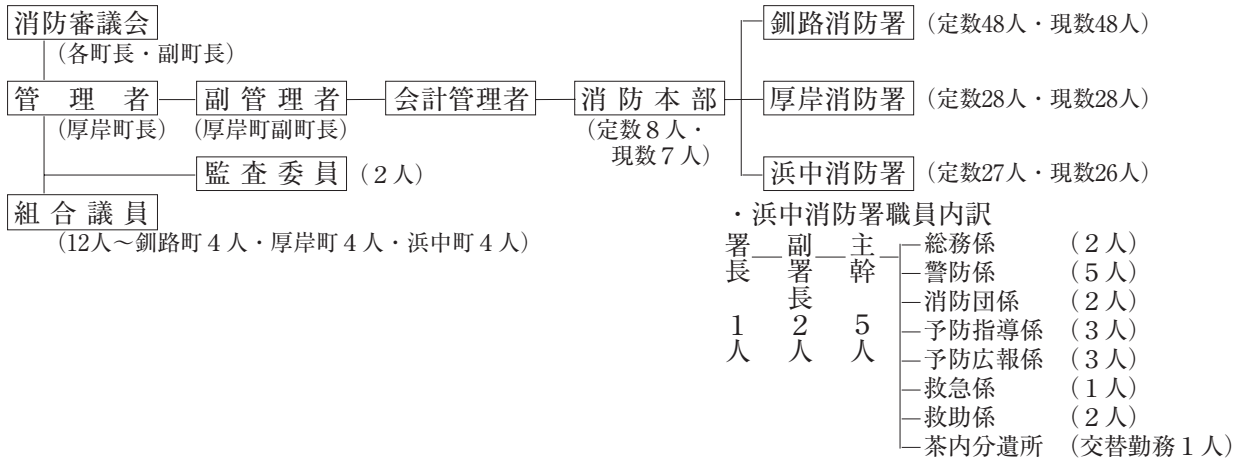 消防審議会
(各町長・副町長)
管理者
(厚岸町長)
副管理者
(厚岸町副町長)
会計管理者
消防本部
(定数8人・
現数7人)
釧路消防署 (定数48人・現数48人)
厚岸消防署 (定数28人・現数28人)
浜中消防署 (定数27人・現数26人)
監査委員 (2人)
組合議員
(12人～釧路町4人・厚岸町4人・浜中町4人)
・浜中消防署職員内訳
署長 1人
副署長 2人
主幹 5人
総務係 (2人)
警防係 (5人)
消防団係 (2人)
予防指導係 (3人)
予防広報係 (3人)
救急係 (1人)
救助係 (2人)
茶内分遣所 (交替勤務1人)